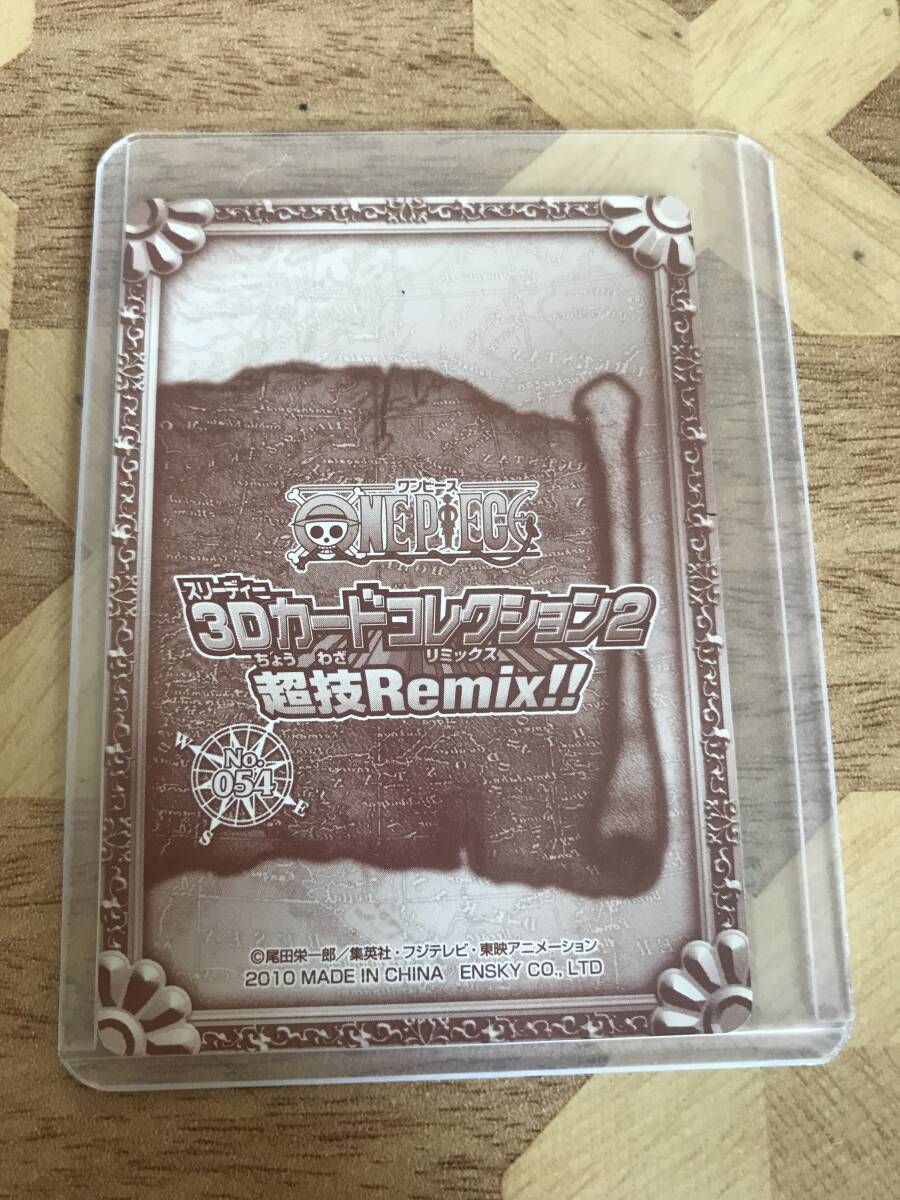 ワンピース
ONE PIECE
スリーディー
3Dカードコレクション2
ちょう わざ リミックス
超技Remix!!
W
No.
054
E
S
©尾田栄一郎／集英社・フジテレビ・東映アニメーション
2010 MADE IN CHINA ENSKY CO., LTD